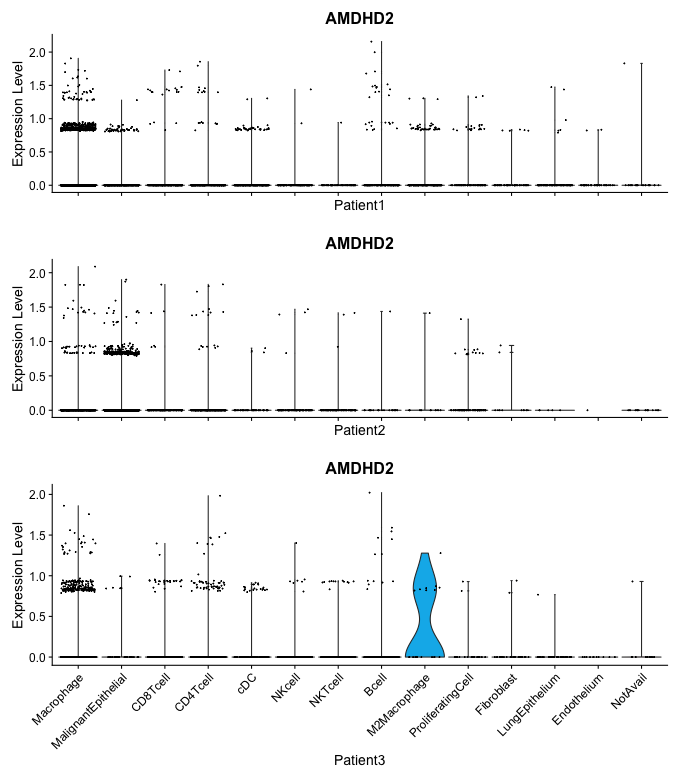 AMDHD2
Expression Level
2.0
1.5
1.0
0.5
0.0
Patient1
AMDHD2
Expression Level
2.0
1.5
1.0
0.5
0.0
Patient2
AMDHD2
Expression Level
2.0
1.5
1.0
0.5
0.0
Macrophage
MalignantEpithelial
CD8Tcell
CD4Tcell
cDC
NKcell
NKTcell
Bcell
M2Macrophage
ProliferatingCell
Fibroblast
LungEpithelium
Endothelium
NotAvail
Patient3